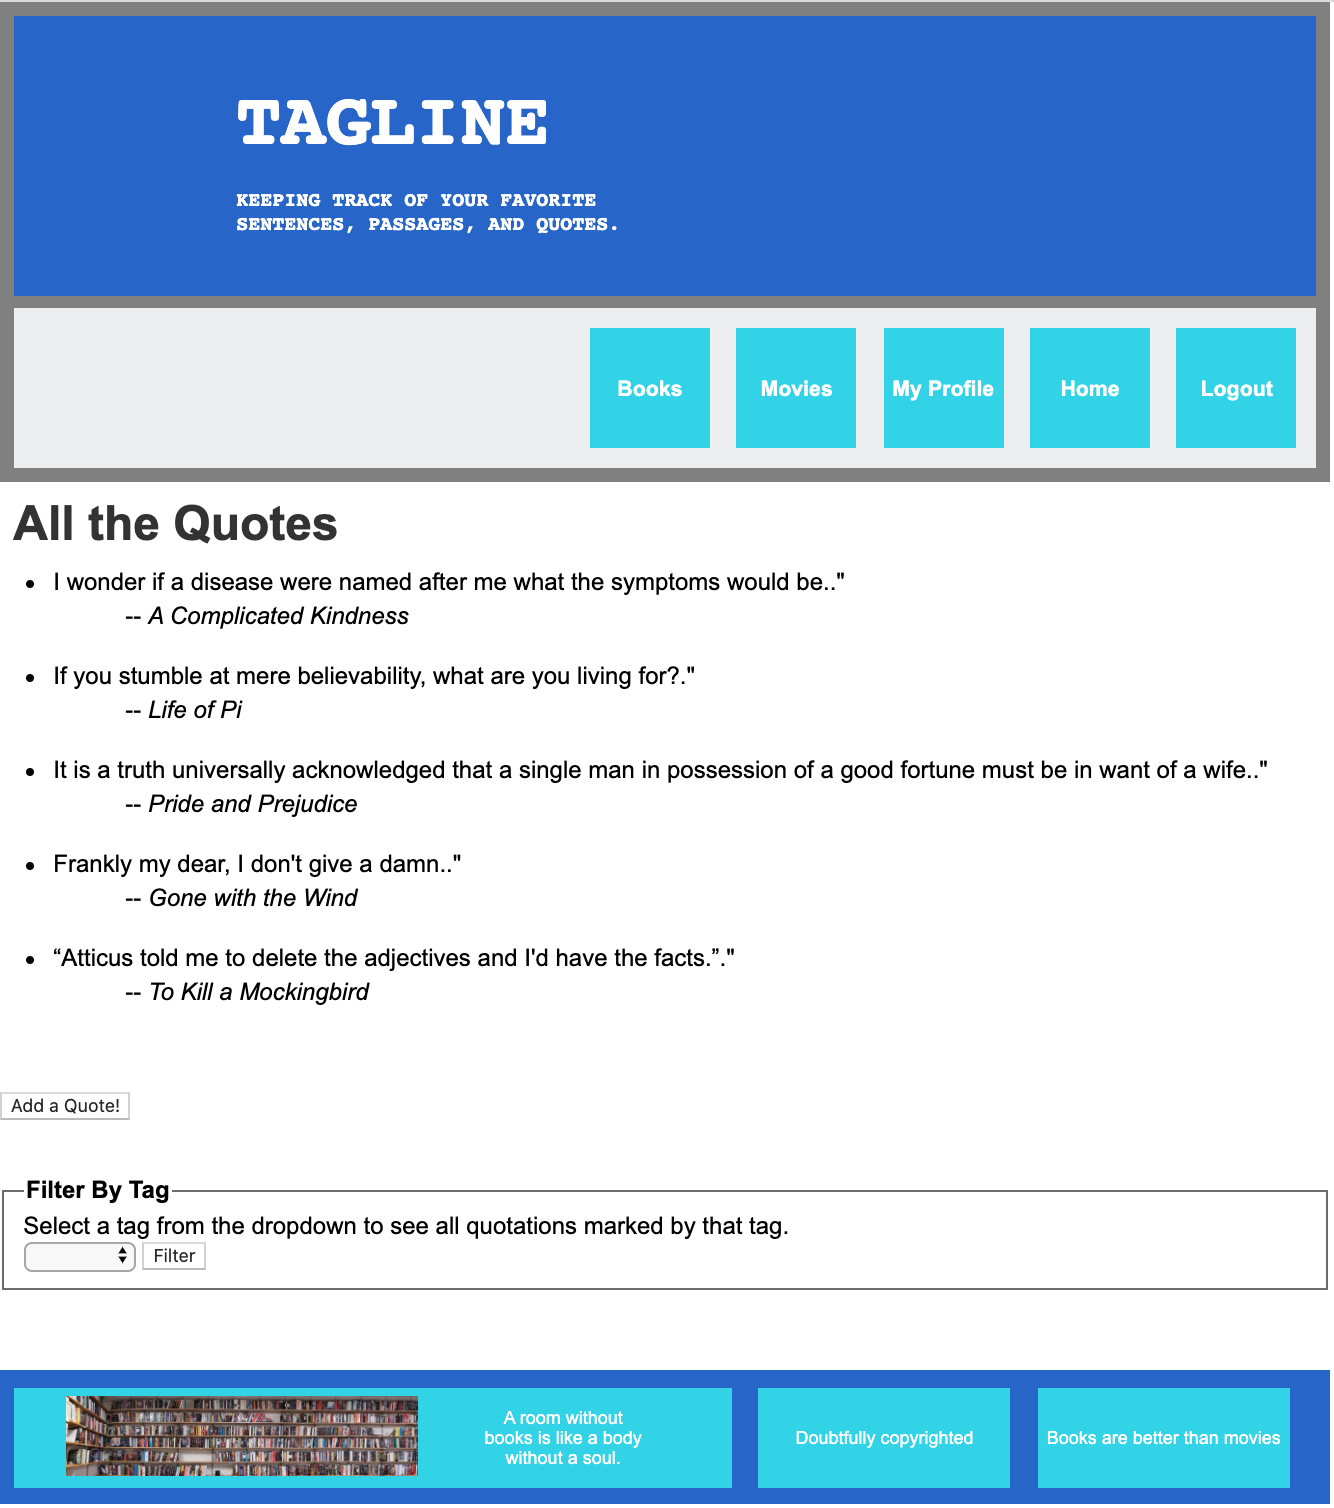 TAGLINE
KEEPING TRACK OF YOUR FAVORITE
SENTENCES, PASSAGES, AND QUOTES.
Books
Movies
My Profile
Home
Logout
All the Quotes
I wonder if a disease were named after me what the symptoms would be.."
-- A Complicated Kindness
If you stumble at mere believability, what are you living for?."
-- Life of Pi
It is a truth universally acknowledged that a single man in possession of a good fortune must be in want of a wife.."
-- Pride and Prejudice
Frankly my dear, I don't give a damn.."
-- Gone with the Wind
“Atticus told me to delete the adjectives and I'd have the facts.”."
-- To Kill a Mockingbird
Add a Quote!
Filter By Tag
Select a tag from the dropdown to see all quotations marked by that tag.
Filter
A room without
books is like a body
without a soul.
Doubtfully copyrighted
Books are better than movies